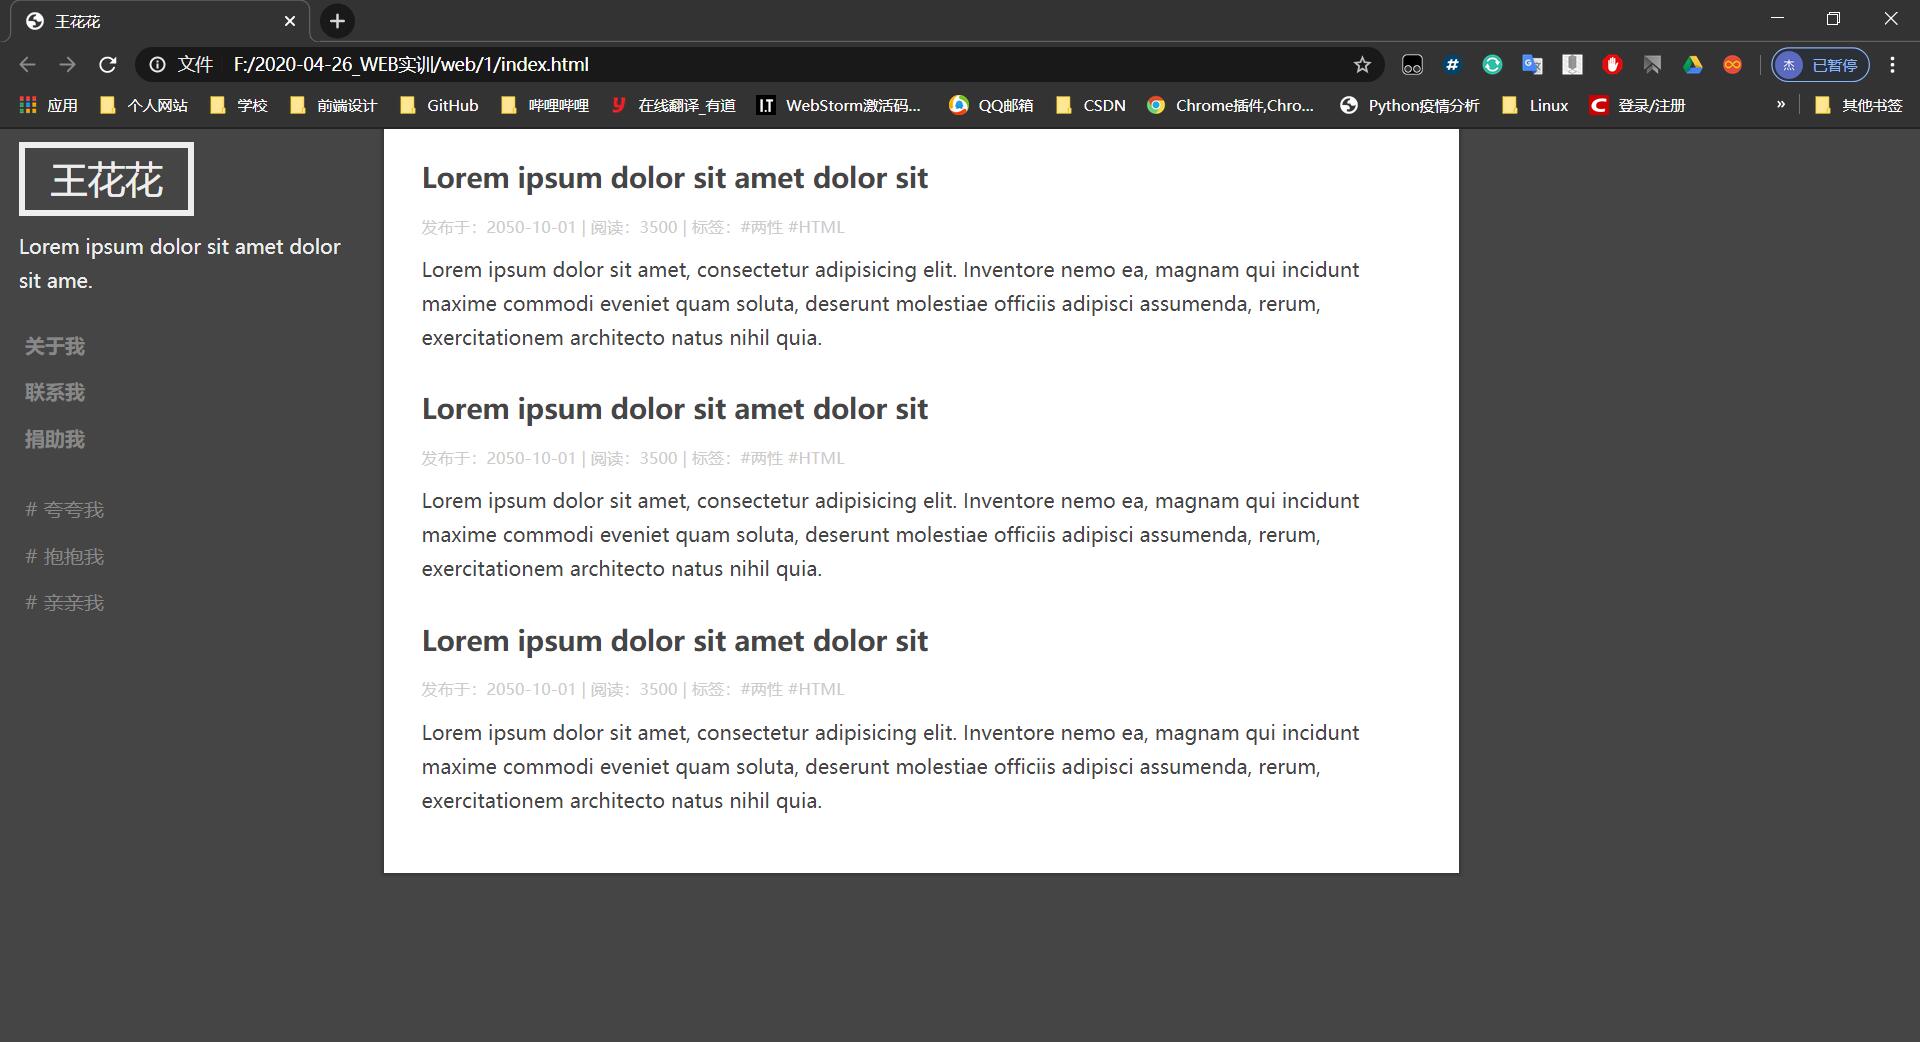 王花花
文件 F:/2020-04-26_WEB实训/web/1/index.html
杰 已暂停
应用 个人网站 学校 前端设计 GitHub 哔哩哔哩 在线翻译_有道 WebStorm激活码... QQ邮箱 CSDN Chrome插件,Chro... Python疫情分析 Linux 登录/注册 » 其他书签
王花花
Lorem ipsum dolor sit amet dolor
sit ame.
关于我
联系我
捐助我
# 夸夸我
# 抱抱我
# 亲亲我
Lorem ipsum dolor sit amet dolor sit
发布于：2050-10-01 | 阅读：3500 | 标签：#两性 #HTML
Lorem ipsum dolor sit amet, consectetur adipisicing elit. Inventore nemo ea, magnam qui incidunt
maxime commodi eveniet quam soluta, deserunt molestiae officiis adipisci assumenda, rerum,
exercitationem architecto natus nihil quia.
Lorem ipsum dolor sit amet dolor sit
发布于：2050-10-01 | 阅读：3500 | 标签：#两性 #HTML
Lorem ipsum dolor sit amet, consectetur adipisicing elit. Inventore nemo ea, magnam qui incidunt
maxime commodi eveniet quam soluta, deserunt molestiae officiis adipisci assumenda, rerum,
exercitationem architecto natus nihil quia.
Lorem ipsum dolor sit amet dolor sit
发布于：2050-10-01 | 阅读：3500 | 标签：#两性 #HTML
Lorem ipsum dolor sit amet, consectetur adipisicing elit. Inventore nemo ea, magnam qui incidunt
maxime commodi eveniet quam soluta, deserunt molestiae officiis adipisci assumenda, rerum,
exercitationem architecto natus nihil quia.